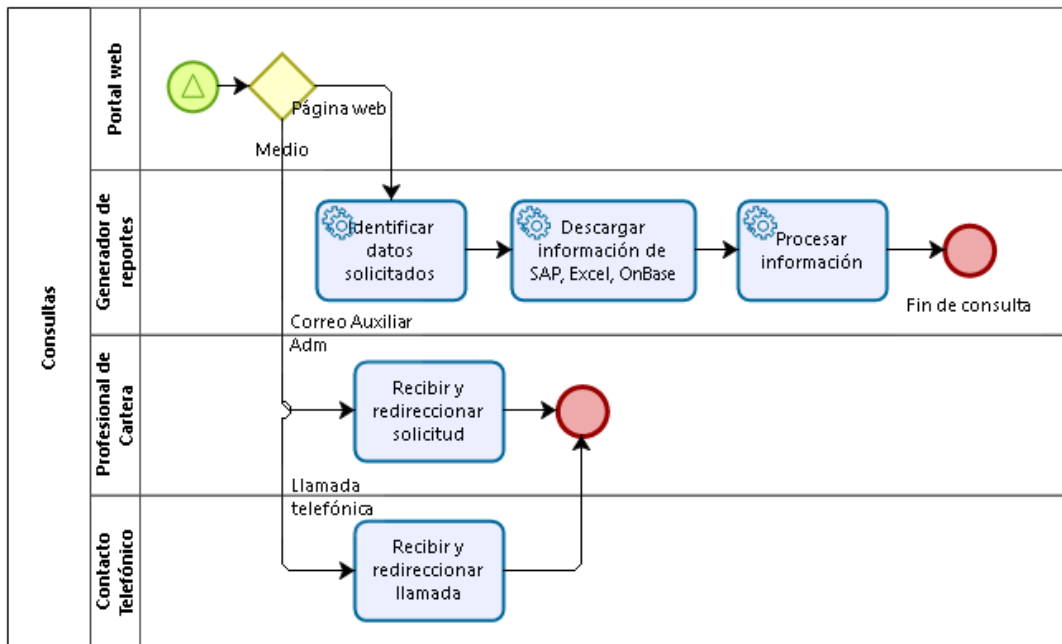 Consultas
Portal web
Página web
Medio
Generador de
reportes
Identificar
datos
solicitados
Descargar
información de
SAP, Excel, OnBase
Procesar
información
Fin de consulta
Correo Auxiliar
Adm
Profesional de
Cartera
Recibir y
redireccionar
solicitud
Llamada
telefónica
Contacto
Telefónico
Recibir y
redireccionar
llamada